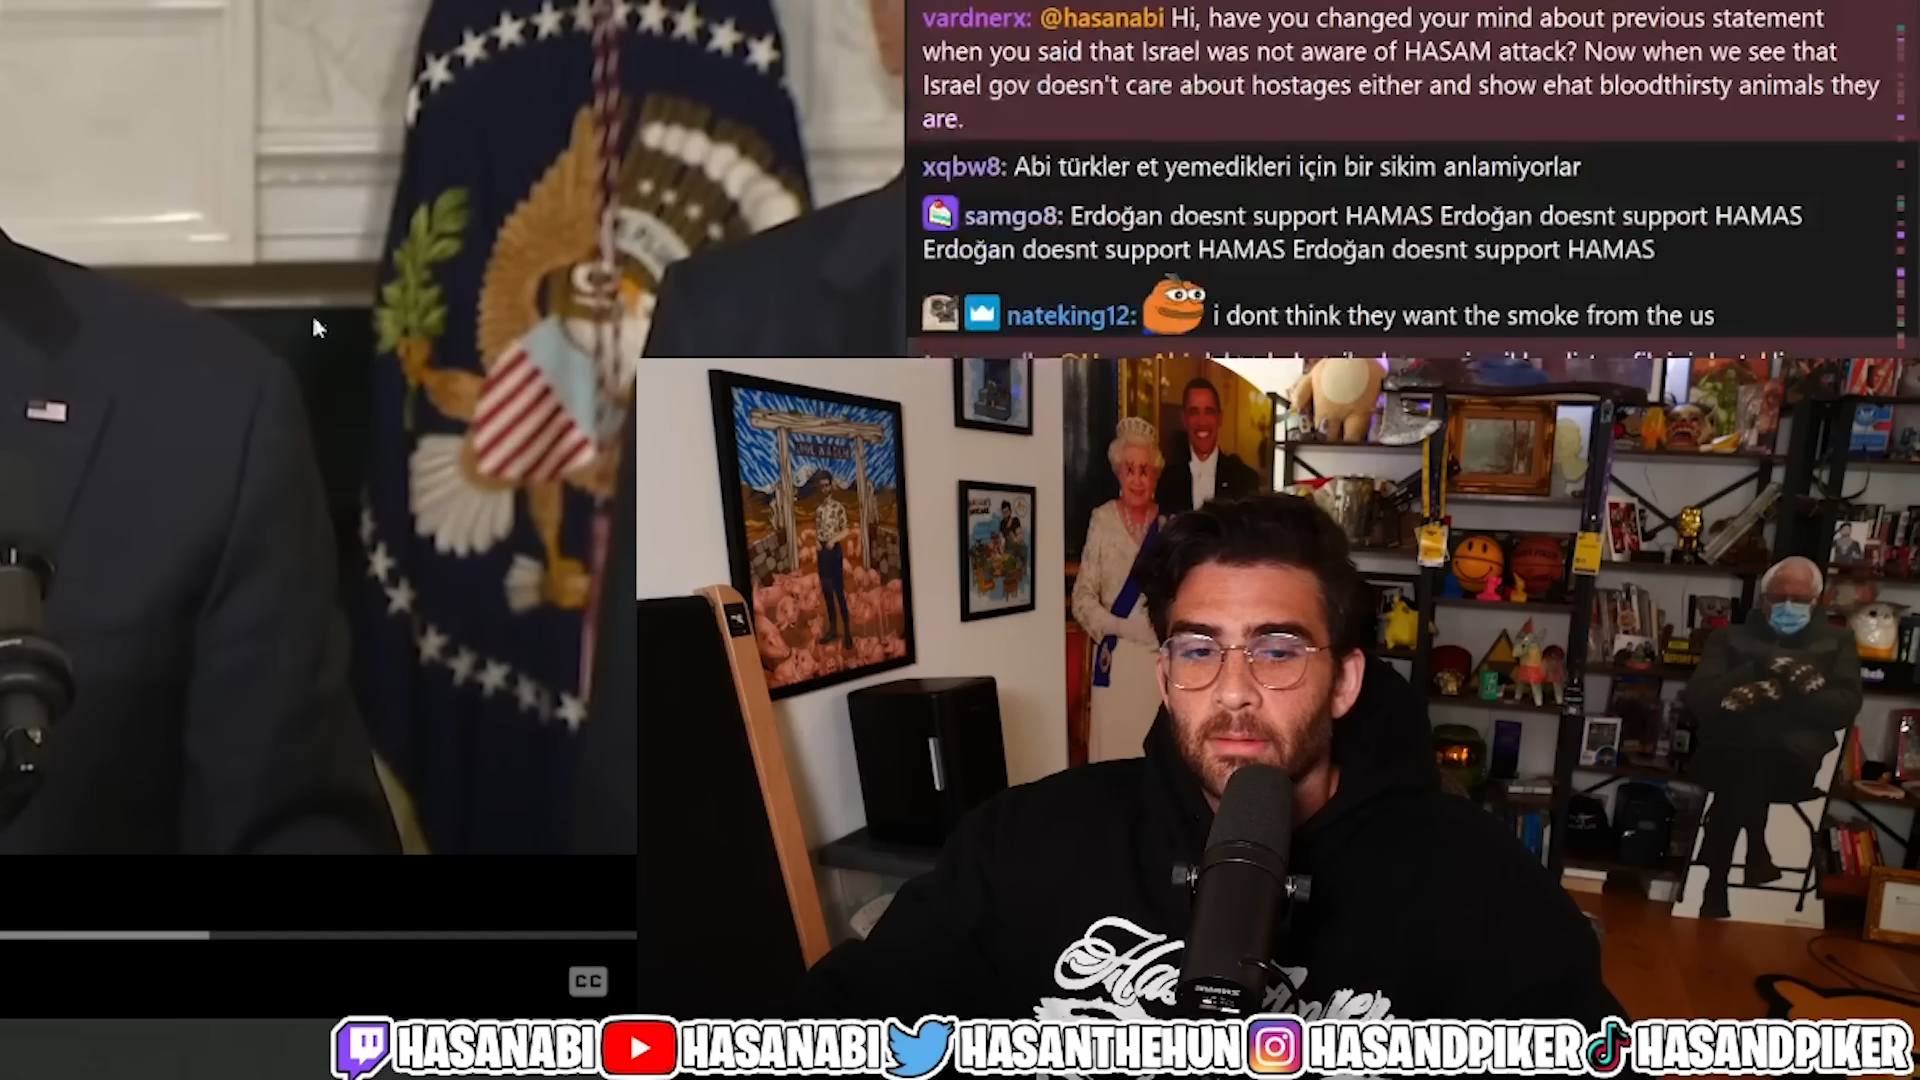 vardnerx: @hasanabi Hi, have you changed your mind about previous statement
when you said that Israel was not aware of HASAM attack? Now when we see that
Israel gov doesn't care about hostages either and show ehat bloodthirsty animals they
are.
xqbw8: Abi türkler et yemedikleri için bir sikim anlamiyorlar
samgo8: Erdoğan doesnt support HAMAS Erdoğan doesnt support HAMAS
Erdoğan doesnt support HAMAS Erdoğan doesnt support HAMAS
nateking12: i dont think they want the smoke from the us
CC
HASANABI HASANABI HASANTHEHUN HASANDPIKER HASANDPIKER